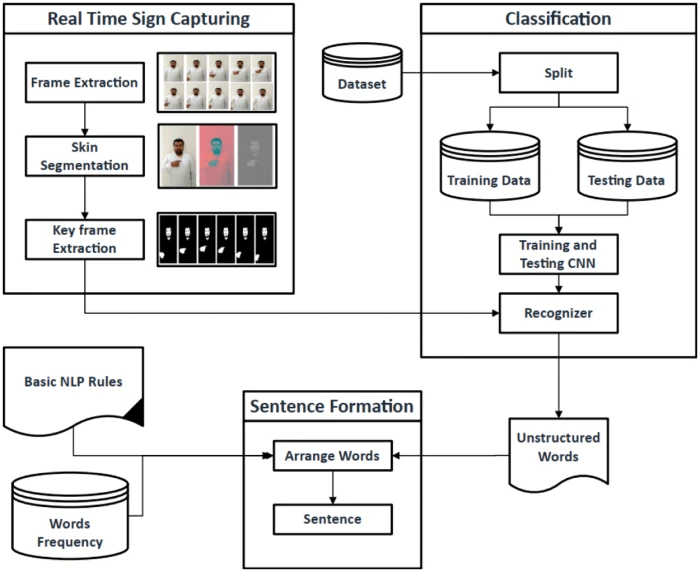 Real Time Sign Capturing
Frame Extraction
Skin
Segmentation
Key frame
Extraction
Classification
Dataset
Split
Training Data
Testing Data
Training and
Testing CNN
Recognizer
Basic NLP Rules
Words
Frequency
Sentence Formation
Arrange Words
Sentence
Unstructured
Words